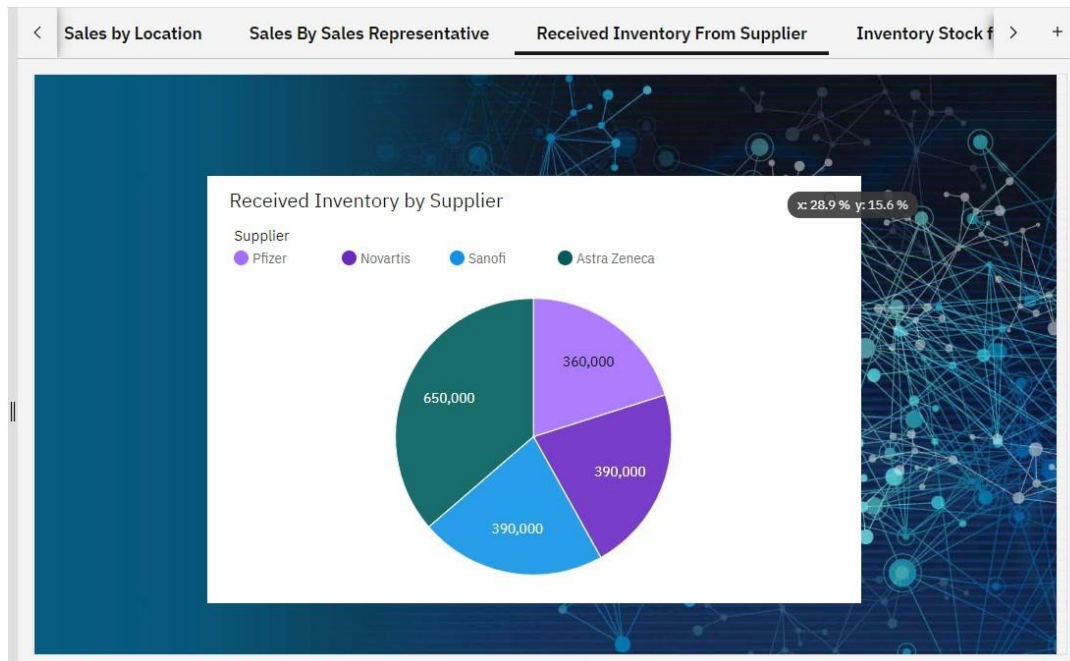 Sales by Location Sales By Sales Representative Received Inventory From Supplier Inventory Stock f
Received Inventory by Supplier
x: 28.9 % y: 15.6 %
Supplier
Pfizer Novartis Sanofi Astra Zeneca
360,000
650,000
390,000
390,000